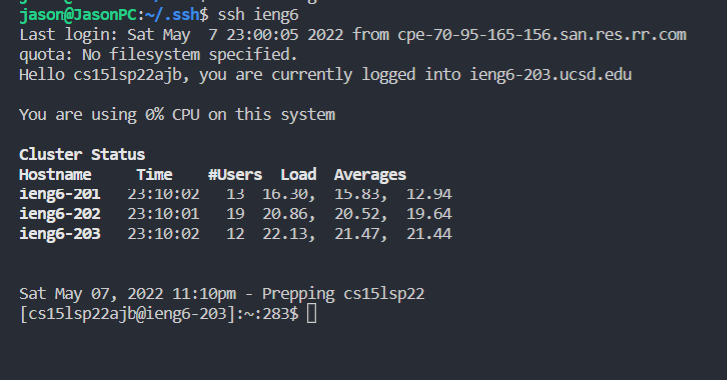 jason@JasonPC:~/.ssh$ ssh ieng6
Last login: Sat May  7 23:00:05 2022 from cpe-70-95-165-156.san.res.rr.com
quota: No filesystem specified.
Hello cs15lsp22ajb, you are currently logged into ieng6-203.ucsd.edu
You are using 0% CPU on this system
Cluster Status
Hostname     Time    #Users  Load  Averages
ieng6-201   23:10:02   13  16.30,  15.83,  12.94
ieng6-202   23:10:01   19  20.86,  20.52,  19.64
ieng6-203   23:10:02   12  22.13,  21.47,  21.44
Sat May 07, 2022 11:10pm - Prepping cs15lsp22
[cs15lsp22ajb@ieng6-203]:~:283$